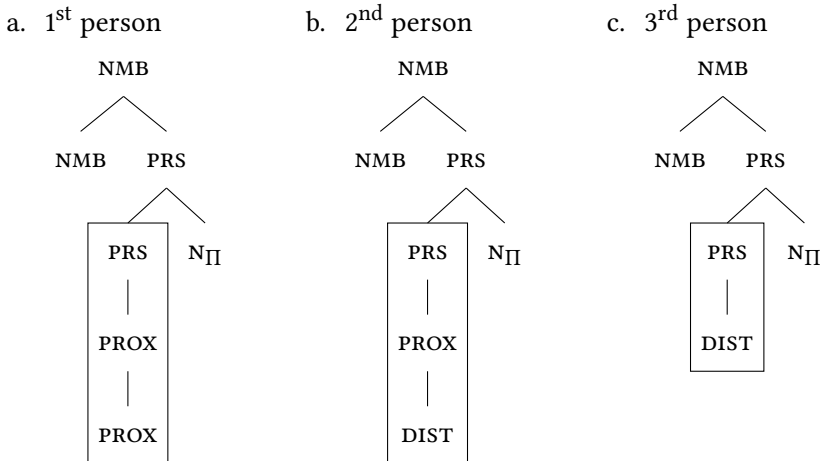 a. 1st person b. 2nd person c. 3rd person
NMB NMB NMB
NMB PRS NMB PRS NMB PRS
PRS NΠ PRS NΠ PRS NΠ
PROX PROX DIST
PROX DIST